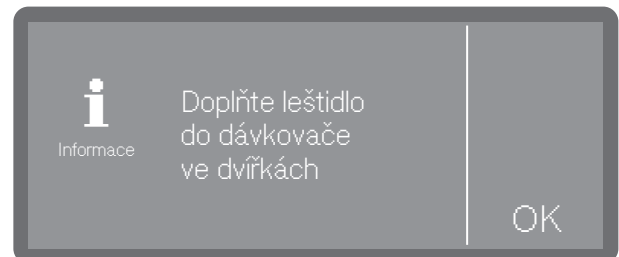 Informace
Doplňte leštidlo
do dávkovače
ve dvířkách
OK